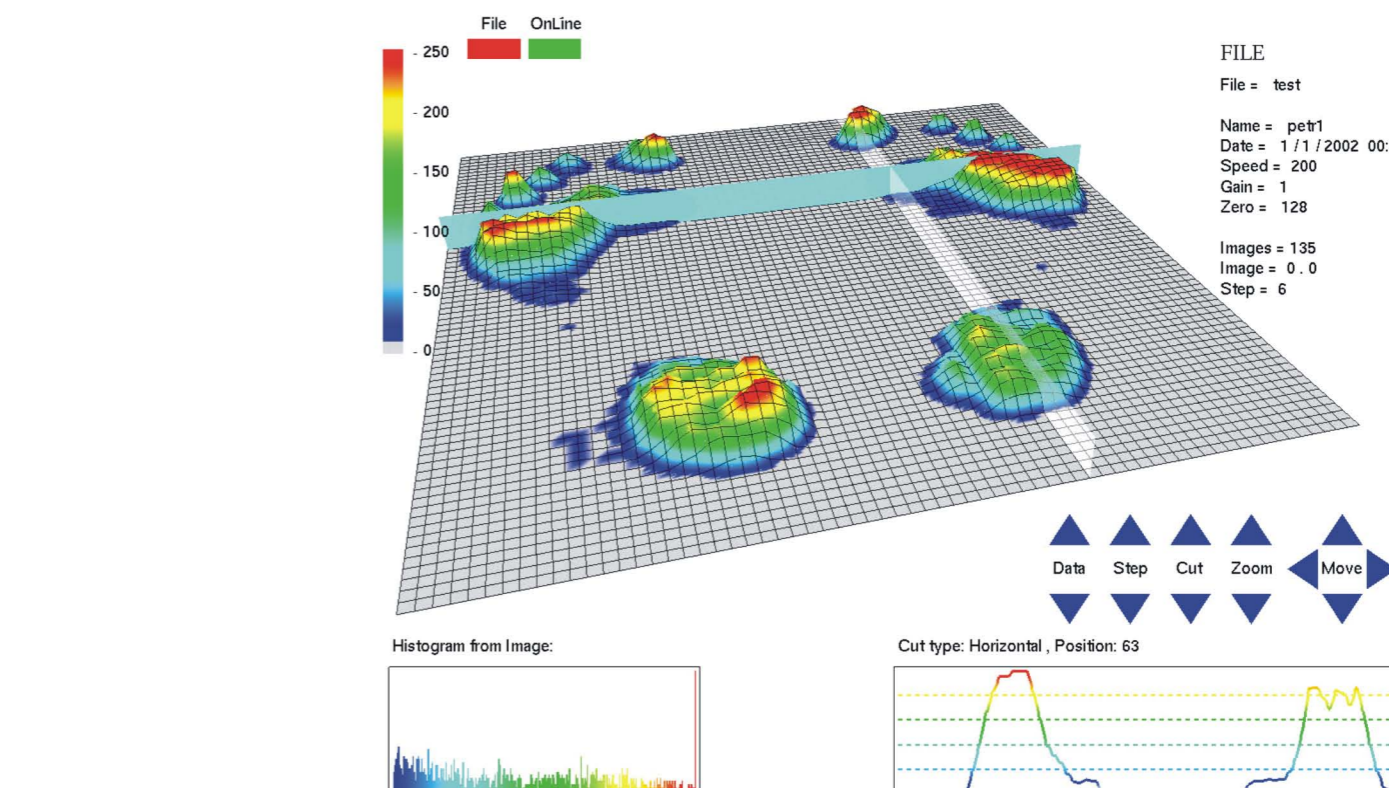 File OnLine
- 250
- 200
- 150
- 100
- 50
- 0
FILE
File = test
Name = petr1
Date = 1 / 1 / 2002 00:
Speed = 200
Gain = 1
Zero = 128
Images = 135
Image = 0 . 0
Step = 6
Data Step Cut Zoom Move
Histogram from Image:
Cut type: Horizontal , Position: 63